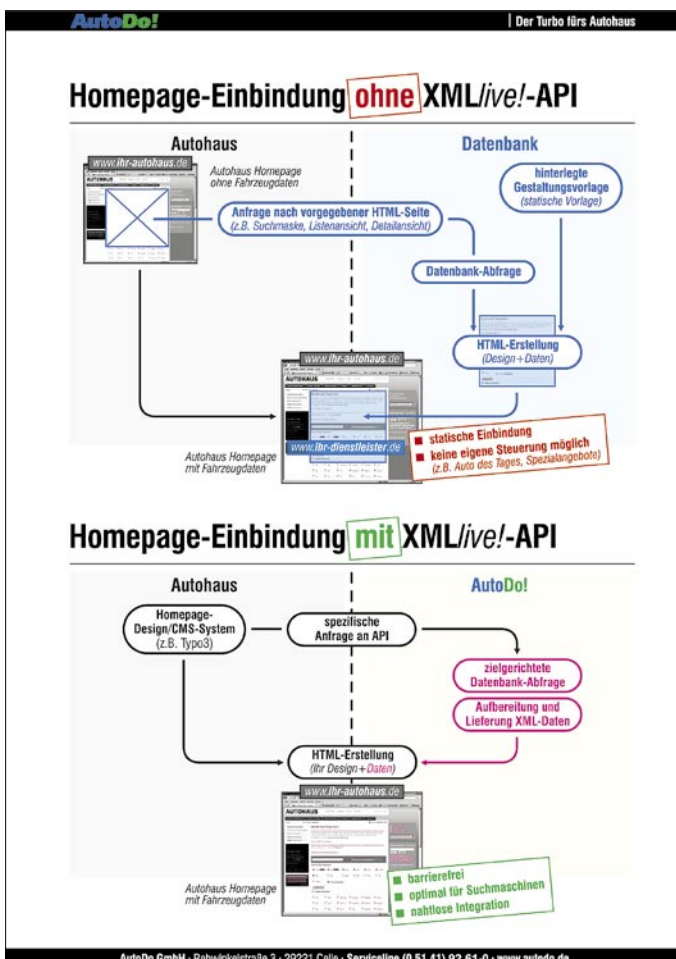 AutoDo!
| Der Turbo fürs Autohaus
Homepage-Einbindung ohne XMLlive!-API
Autohaus
Datenbank
www.ihr-autohaus.de
AUTOHAUS
Autohaus Homepage
ohne Fahrzeugdaten
hinterlegte
Gestaltungsvorlage
(statische Vorlage)
Anfrage nach vorgegebener HTML-Seite
(z.B. Suchmaske, Listenansicht, Detailansicht)
Datenbank-Abfrage
HTML-Erstellung
(Design+Daten)
www.ihr-autohaus.de
AUTOHAUS
www.ihr-dienstleister.de
Autohaus Homepage
mit Fahrzeugdaten
statische Einbindung
keine eigene Steuerung möglich
(z.B. Auto des Tages, Spezialangebote)
Homepage-Einbindung mit XMLlive!-API
Autohaus
AutoDo!
Homepage-
Design/CMS-System
(z.B. Typo3)
spezifische
Anfrage an API
zielgerichtete
Datenbank-Abfrage
Aufbereitung und
Lieferung XML-Daten
HTML-Erstellung
(Ihr Design+Daten)
www.ihr-autohaus.de
AUTOHAUS
Autohaus Homepage
mit Fahrzeugdaten
barrierefrei
optimal für Suchmaschinen
nahtlose Integration
AutoDo GmbH · Rabwinkelstraße 3 · 29221 Celle · Serviceline (0 51 41) 92 61-0 · www.autodo.de